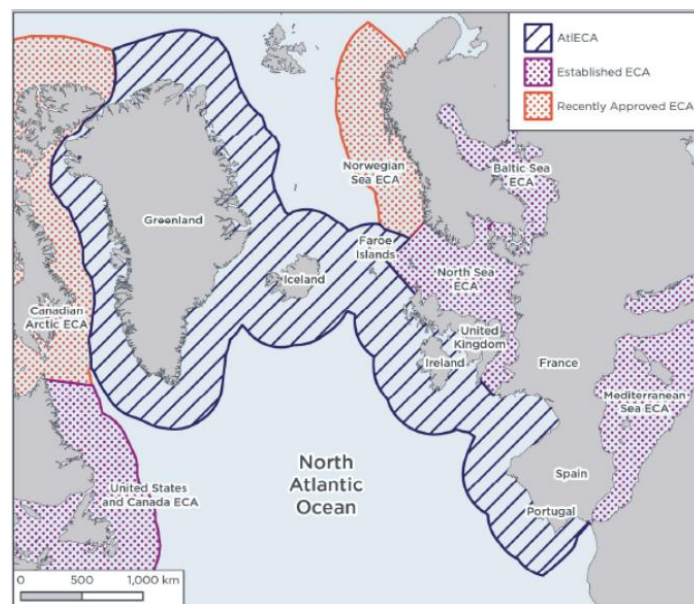 AtlECA
Established ECA
Recently Approved ECA
Norwegian
Sea ECA
Baltic Sea
ECA
Greenland
Faroe
Islands
Iceland
North Sea
ECA
Canadian
Arctic ECA
United
Kingdom
Ireland
France
Mediterranean
Sea ECA
United States
and Canada ECA
North
Atlantic
Ocean
Spain
Portugal
0 500 1,000 km